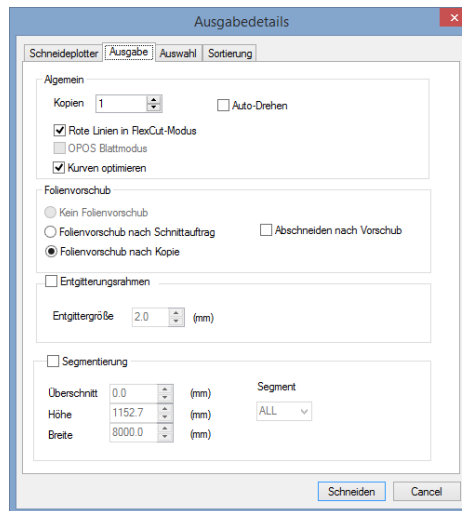 Ausgabedetails
Schneideplotter Ausgabe Auswahl Sortierung
Algemein
Kopien 1 Auto-Drehen
Rote Linien in FlexCut-Modus
OPOS Blattmodus
Kurven optimieren
Folienvorschub
Kein Folienvorschub
Folienvorschub nach Schnittauftrag Abschneiden nach Vorschub
Folienvorschub nach Kopie
Entgitterungsrahmen
Entgittergröße 2.0 (mm)
Segmentierung
Überschnitt 0.0 (mm) Segment
Höhe 1152.7 (mm) ALL
Breite 8000.0 (mm)
Schneiden Cancel